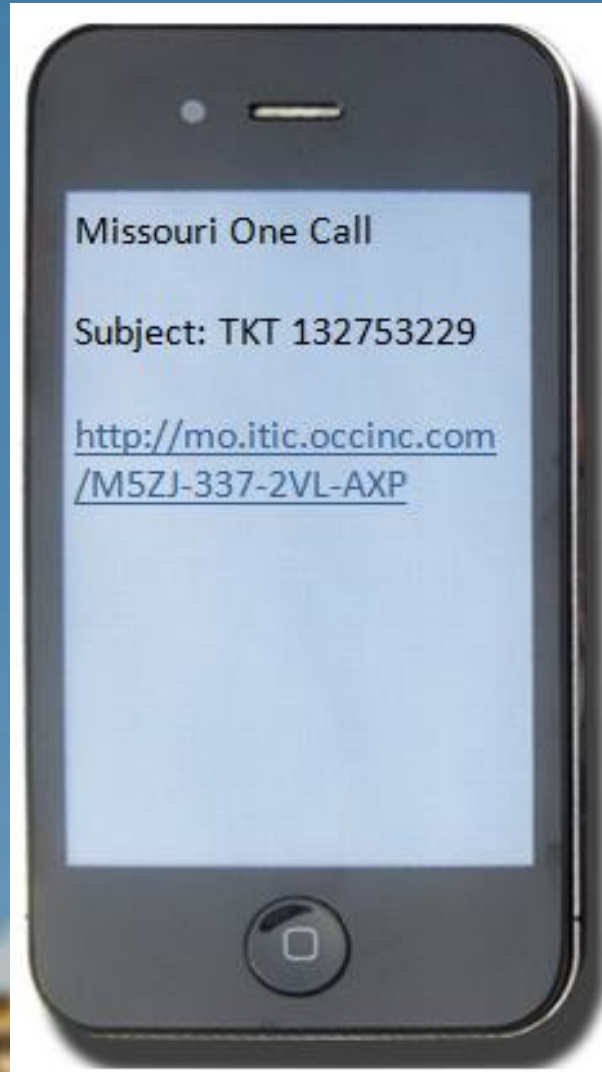 Missouri One Call
Subject: TKT 132753229
http://mo.itic.occinc.com
/M5ZJ-337-2VL-AXP